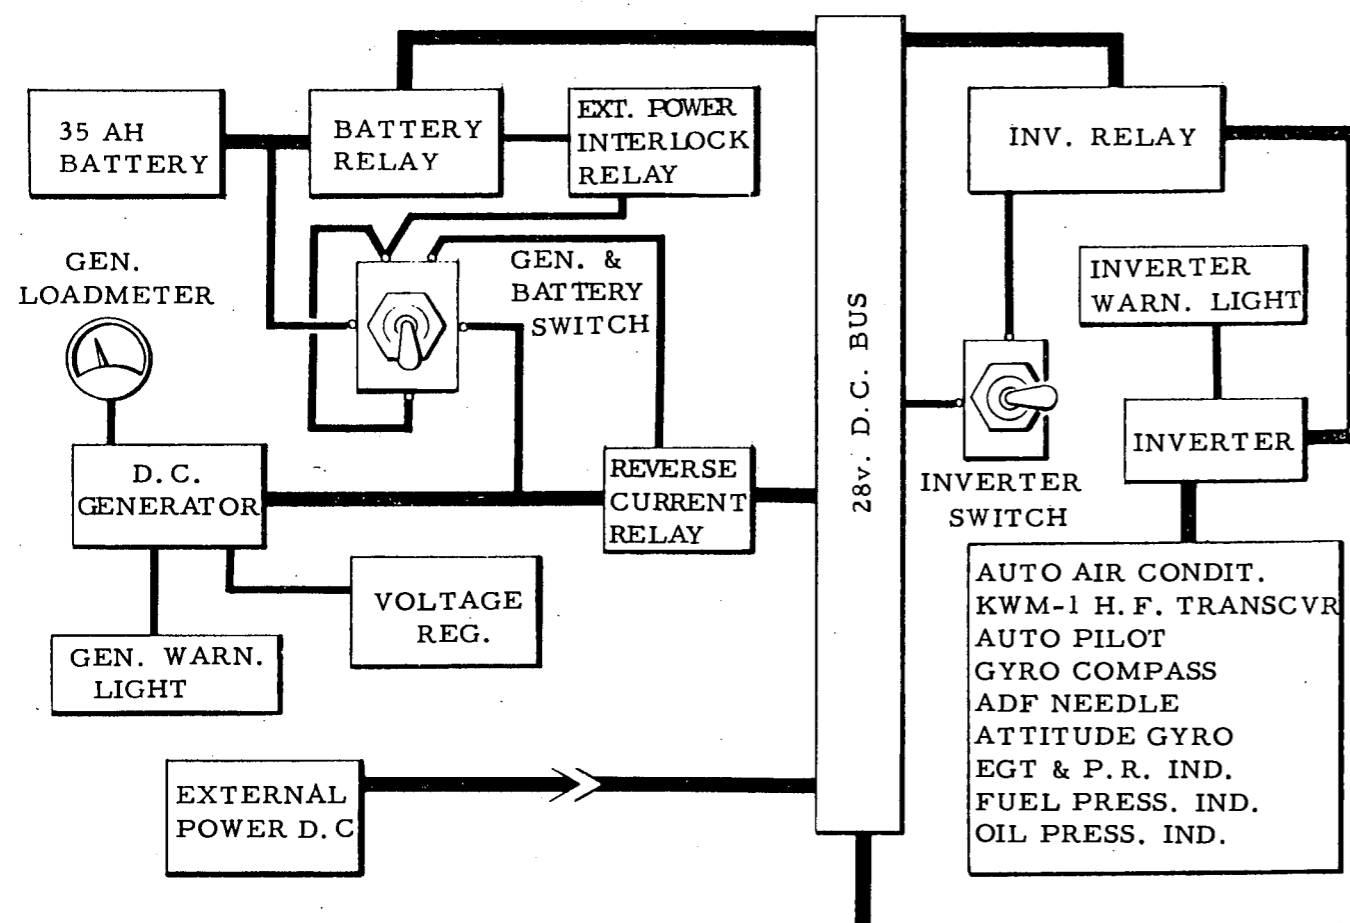 35 AH
BATTERY
BATTERY
RELAY
EXT. POWER
INTERLOCK
RELAY
INV. RELAY
GEN.
LOADMETER
GEN. &
BATTERY
SWITCH
28v. D.C. BUS
INVERTER
WARN. LIGHT
D.C.
GENERATOR
REVERSE
CURRENT
RELAY
INVERTER
SWITCH
INVERTER
VOLTAGE
REG.
GEN. WARN.
LIGHT
EXTERNAL
POWER D.C
AUTO AIR CONDIT.
KWM-1 H.F. TRANSCVR
AUTO PILOT
GYRO COMPASS
ADF NEEDLE
ATTITUDE GYRO
EGT & P.R. IND.
FUEL PRESS. IND.
OIL PRESS. IND.